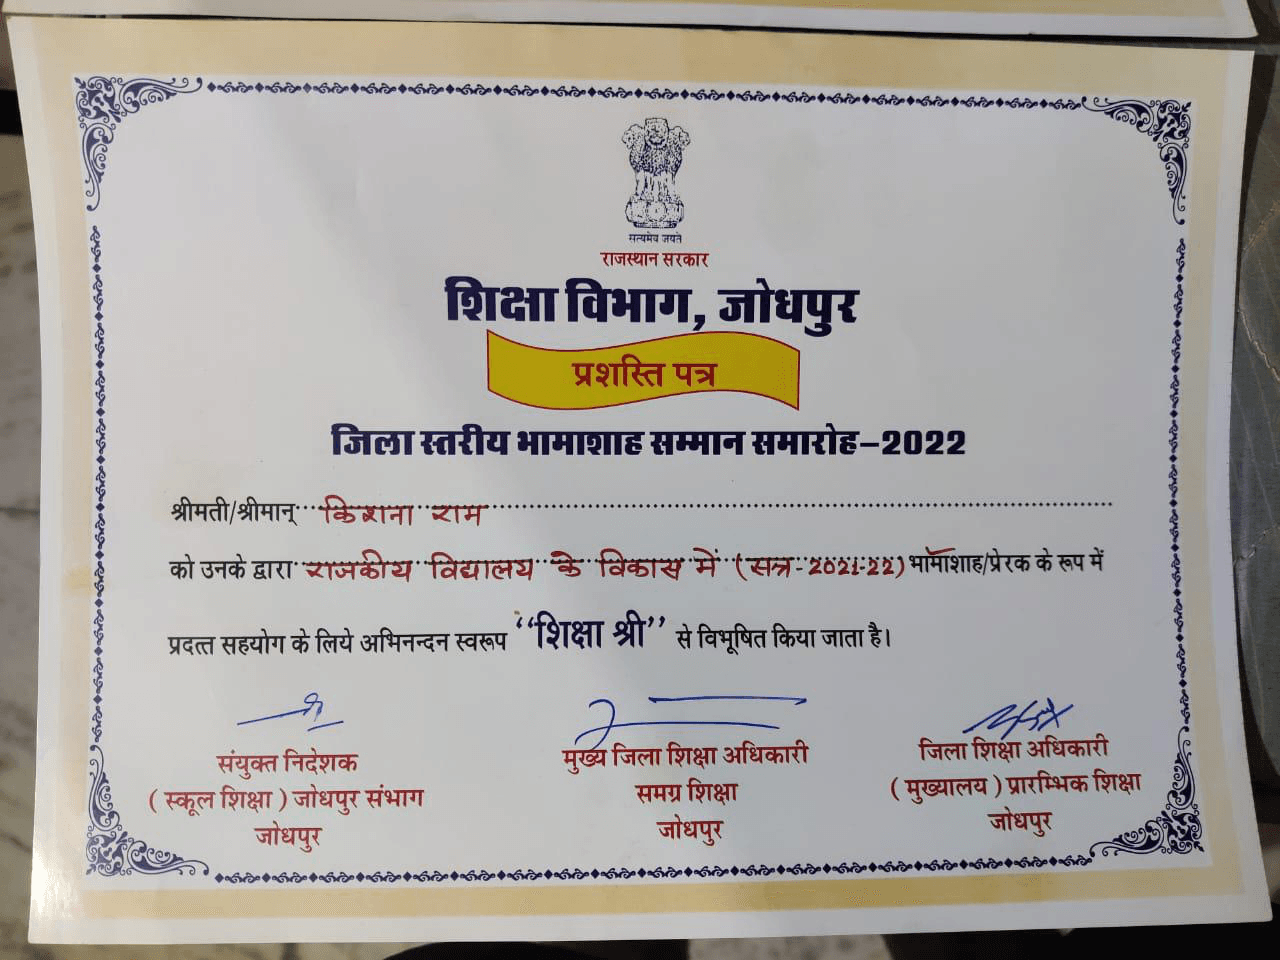 सत्यमेव जयते
राजस्थान सरकार
शिक्षा विभाग, जोधपुर
प्रशस्ति पत्र
जिला स्तरीय भामाशाह सम्मान समारोह–2022
श्रीमती/श्रीमान् किशना राम
को उनके द्वारा राजकीय विद्यालय के विकास में (सत्र-2021-22) भामाशाह/प्रेरक के रूप में
प्रदत्त सहयोग के लिये अभिनन्दन स्वरूप “शिक्षा श्री” से विभूषित किया जाता है।
संयुक्त निदेशक
( स्कूल शिक्षा ) जोधपुर संभाग
जोधपुर
मुख्य जिला शिक्षा अधिकारी
समग्र शिक्षा
जोधपुर
जिला शिक्षा अधिकारी
( मुख्यालय ) प्रारम्भिक शिक्षा
जोधपुर